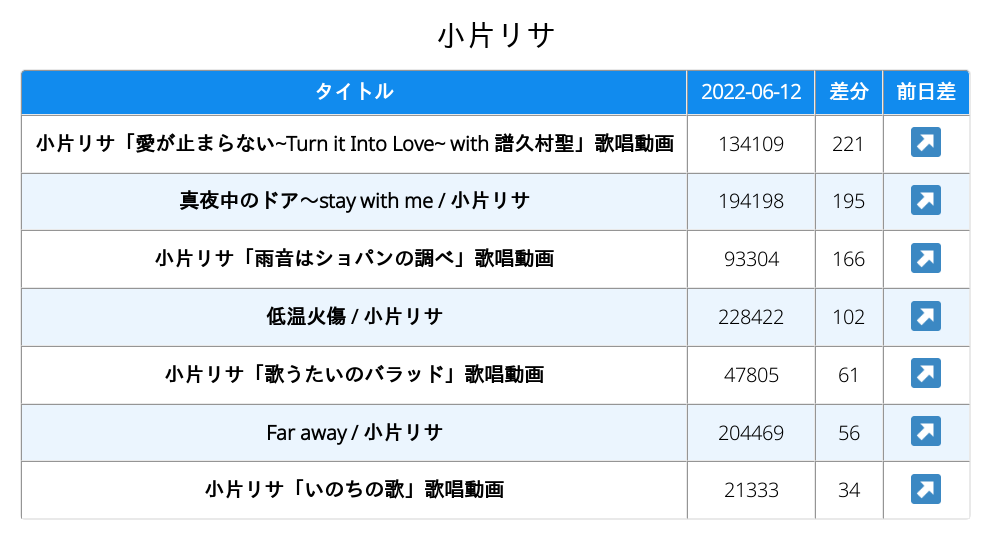 小片リサ
タイトル 2022-06-12 差分 前日差
小片リサ「愛が止まらない~Turn it Into Love~ with 譜久村聖」歌唱動画 134109 221 ↗
真夜中のドア～stay with me / 小片リサ 194198 195 ↗
小片リサ「雨音はショパンの調べ」歌唱動画 93304 166 ↗
低温火傷 / 小片リサ 228422 102 ↗
小片リサ「歌うたいのバラッド」歌唱動画 47805 61 ↗
Far away / 小片リサ 204469 56 ↗
小片リサ「いのちの歌」歌唱動画 21333 34 ↗